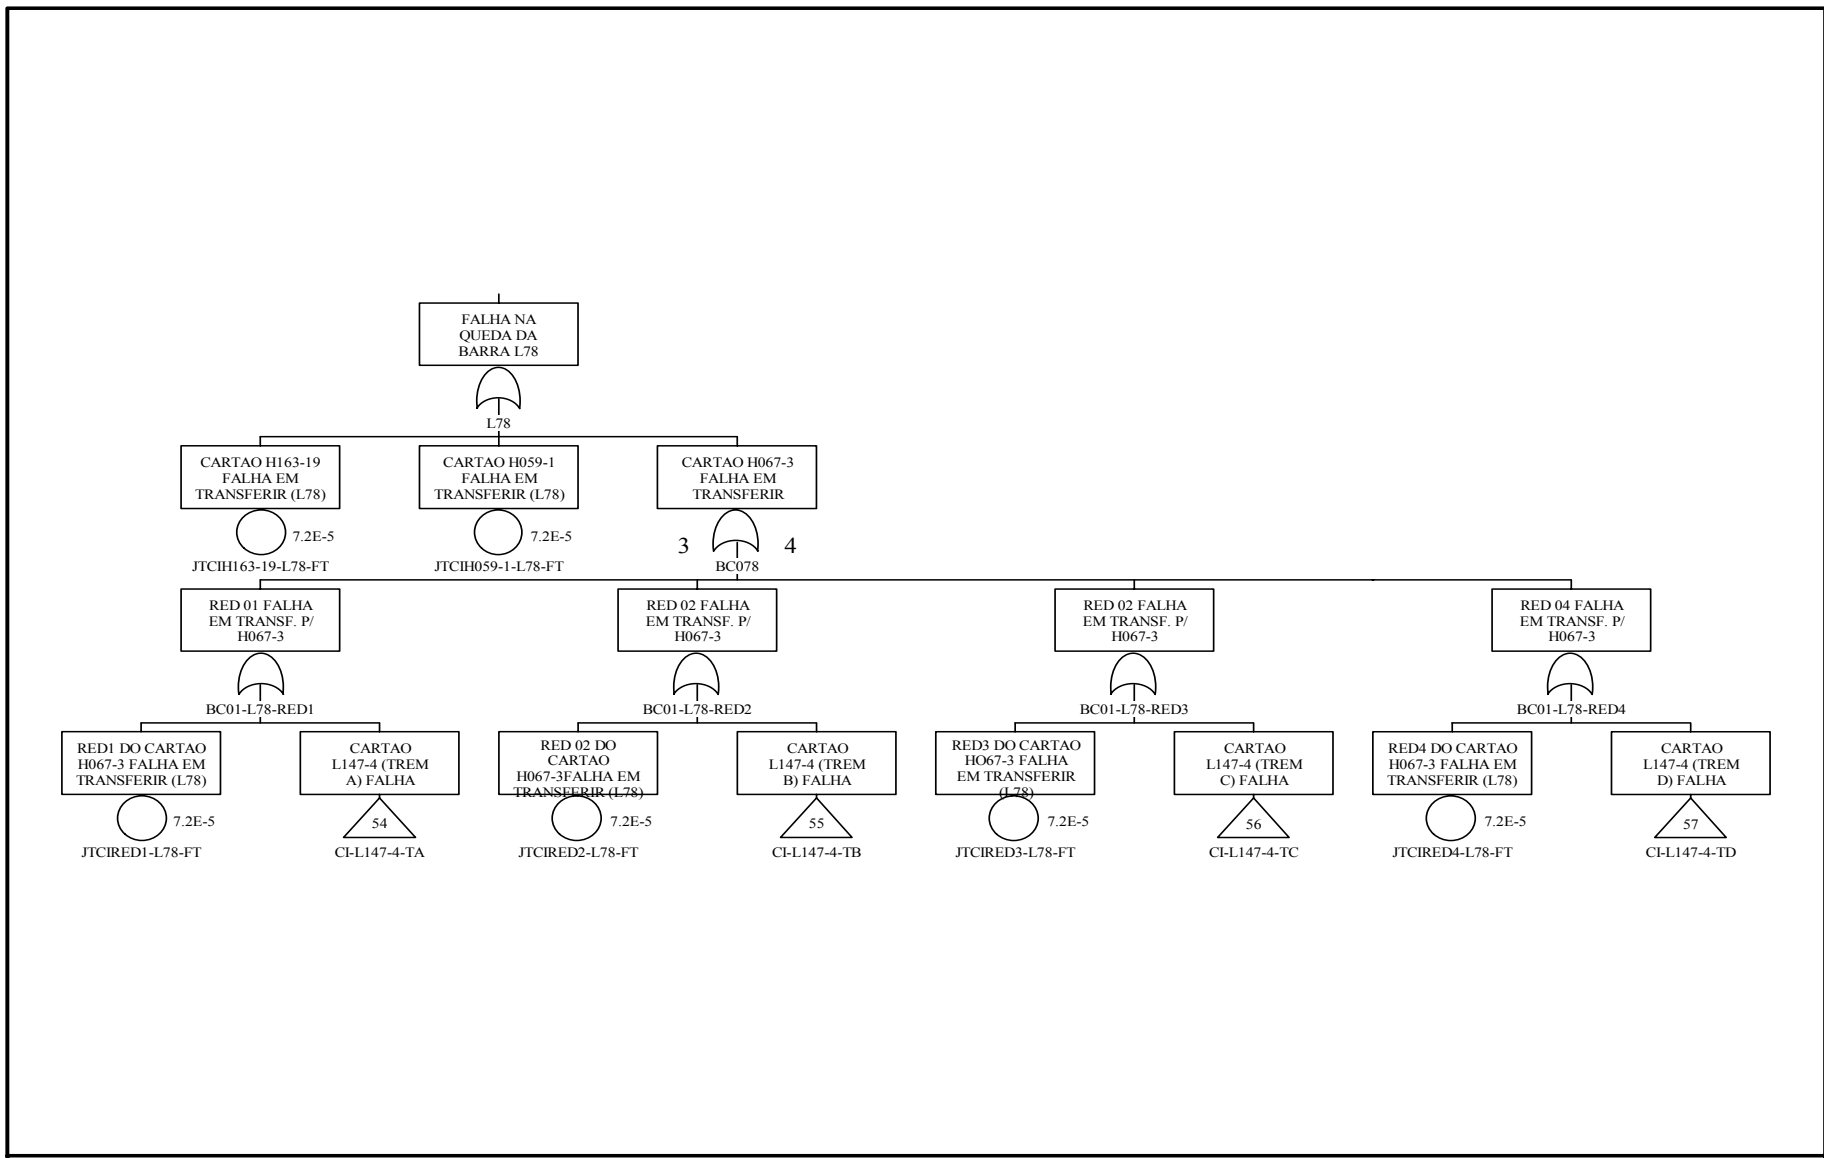 FALHA NA
QUEDA DA
BARRA L78
L78
CARTAO H163-19
FALHA EM
TRANSFERIR (L78)
7.2E-5
JTCIH163-19-L78-FT
CARTAO H059-1
FALHA EM
TRANSFERIR (L78)
7.2E-5
JTCIH059-1-L78-FT
CARTAO H067-3
FALHA EM
TRANSFERIR
3
4
BC078
RED 01 FALHA
EM TRANSF. P/
H067-3
BC01-L78-RED1
RED 02 FALHA
EM TRANSF. P/
H067-3
BC01-L78-RED2
RED 02 FALHA
EM TRANSF. P/
H067-3
BC01-L78-RED3
RED 04 FALHA
EM TRANSF. P/
H067-3
BC01-L78-RED4
RED1 DO CARTAO
H067-3 FALHA EM
TRANSFERIR (L78)
7.2E-5
JTCIRED1-L78-FT
CARTAO
L147-4 (TREM
A) FALHA
54
CI-L147-4-TA
RED 02 DO
CARTAO
H067-3FALHA EM
TRANSFERIR (L78)
7.2E-5
JTCIRED2-L78-FT
CARTAO
L147-4 (TREM
B) FALHA
55
CI-L147-4-TB
RED3 DO CARTAO
HO67-3 FALHA
EM TRANSFERIR
(L78)
7.2E-5
JTCIRED3-L78-FT
CARTAO
L147-4 (TREM
C) FALHA
56
CI-L147-4-TC
RED4 DO CARTAO
H067-3 FALHA EM
TRANSFERIR (L78)
7.2E-5
JTCIRED4-L78-FT
CARTAO
L147-4 (TREM
D) FALHA
57
CI-L147-4-TD